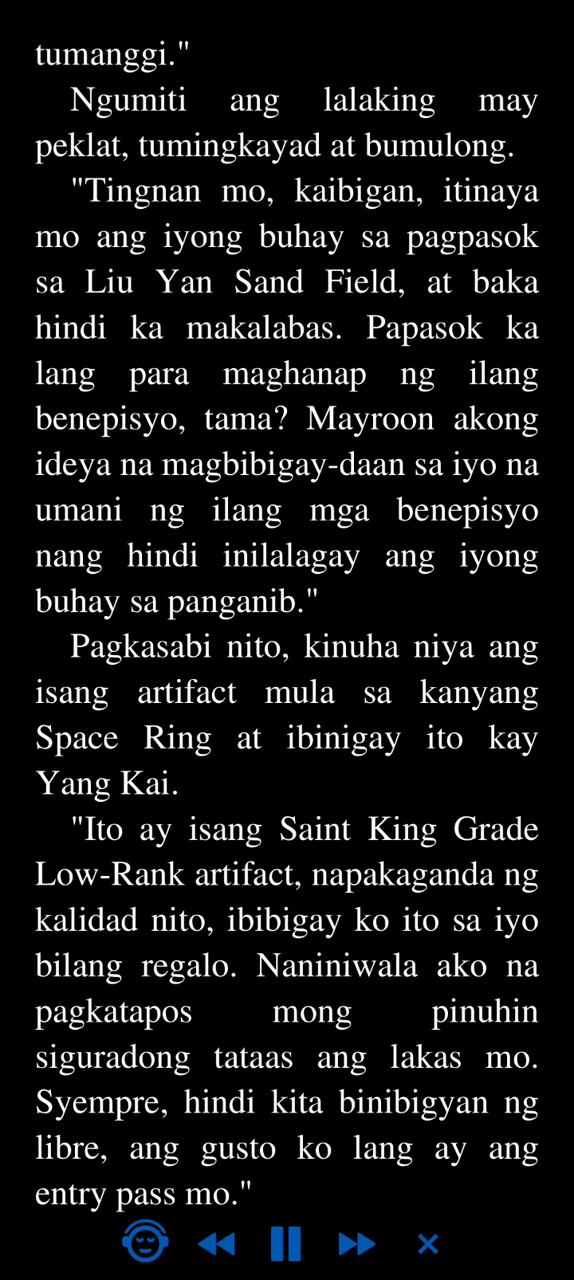 tumanggi."
Ngumiti ang lalaking may
peklat, tumingkayad at bumulong.
"Tingnan mo, kaibigan, itinaya
mo ang iyong buhay sa pagpasok
sa Liu Yan Sand Field, at baka
hindi ka makalabas. Papasok ka
lang para maghanap ng ilang
benepisyo, tama? Mayroon akong
ideya na magbibigay-daan sa iyo na
umani ng ilang mga benepisyo
nang hindi inilalagay ang iyong
buhay sa panganib."
Pagkasabi nito, kinuha niya ang
isang artifact mula sa kanyang
Space Ring at ibinigay ito kay
Yang Kai.
"Ito ay isang Saint King Grade
Low-Rank artifact, napakaganda ng
kalidad nito, ibibigay ko ito sa iyo
bilang regalo. Naniniwala ako na
pagkatapos mong pinuhin
siguradong tataas ang lakas mo.
Syempre, hindi kita binibigyan ng
libre, ang gusto ko lang ay ang
entry pass mo."